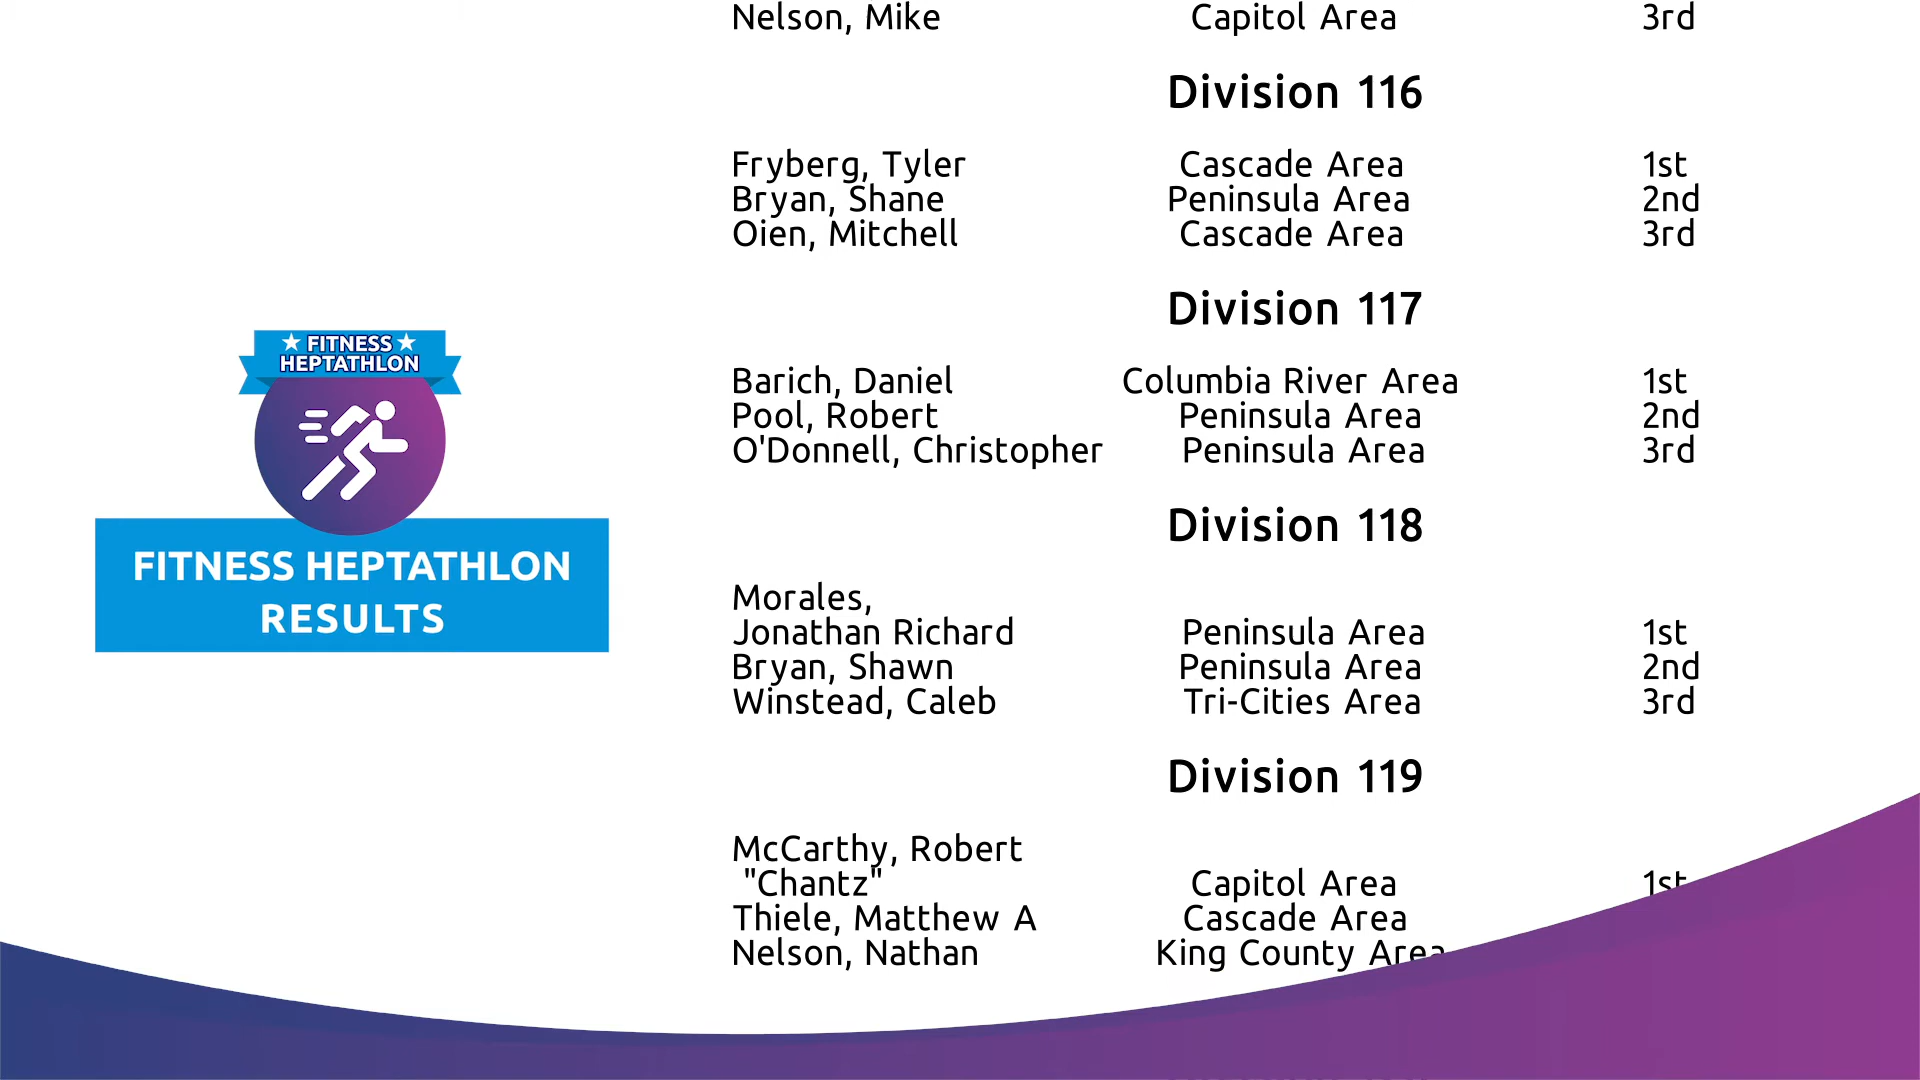 Nelson, Mike Capitol Area 3rd
Division 116
Fryberg, Tyler Cascade Area 1st
Bryan, Shane Peninsula Area 2nd
Oien, Mitchell Cascade Area 3rd
Division 117
Barich, Daniel Columbia River Area 1st
Pool, Robert Peninsula Area 2nd
O'Donnell, Christopher Peninsula Area 3rd
Division 118
Morales,
Jonathan Richard Peninsula Area 1st
Bryan, Shawn Peninsula Area 2nd
Winstead, Caleb Tri-Cities Area 3rd
Division 119
McCarthy, Robert
"Chantz" Capitol Area 1st
Thiele, Matthew A Cascade Area
Nelson, Nathan King County Area
FITNESS
HEPTATHLON
FITNESS HEPTATHLON
RESULTS